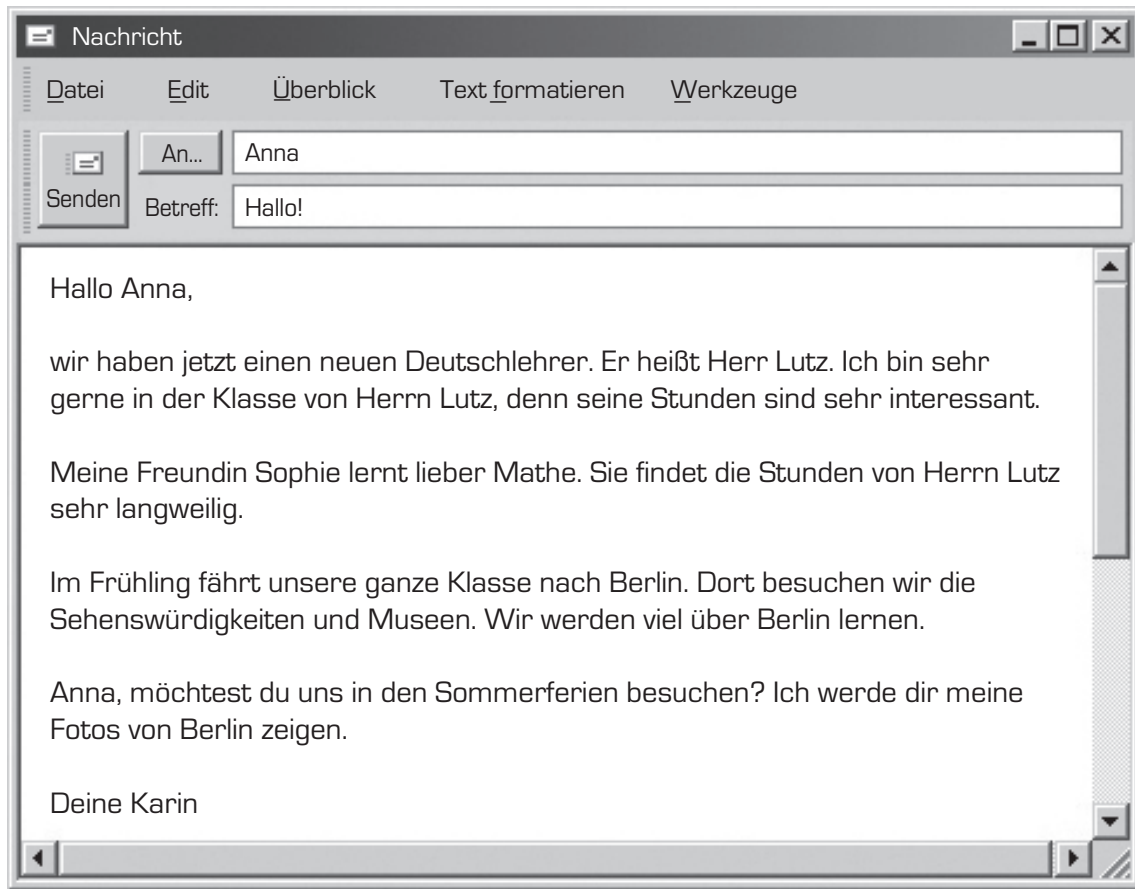 Nachricht
Datei Edit Überblick Text formatieren Werkzeuge
An... Anna
Senden
Betreff: Hallo!
Hallo Anna,
wir haben jetzt einen neuen Deutschlehrer. Er heißt Herr Lutz. Ich bin sehr
gerne in der Klasse von Herrn Lutz, denn seine Stunden sind sehr interessant.
Meine Freundin Sophie lernt lieber Mathe. Sie findet die Stunden von Herrn Lutz
sehr langweilig.
Im Frühling fährt unsere ganze Klasse nach Berlin. Dort besuchen wir die
Sehenswürdigkeiten und Museen. Wir werden viel über Berlin lernen.
Anna, möchtest du uns in den Sommerferien besuchen? Ich werde dir meine
Fotos von Berlin zeigen.
Deine Karin